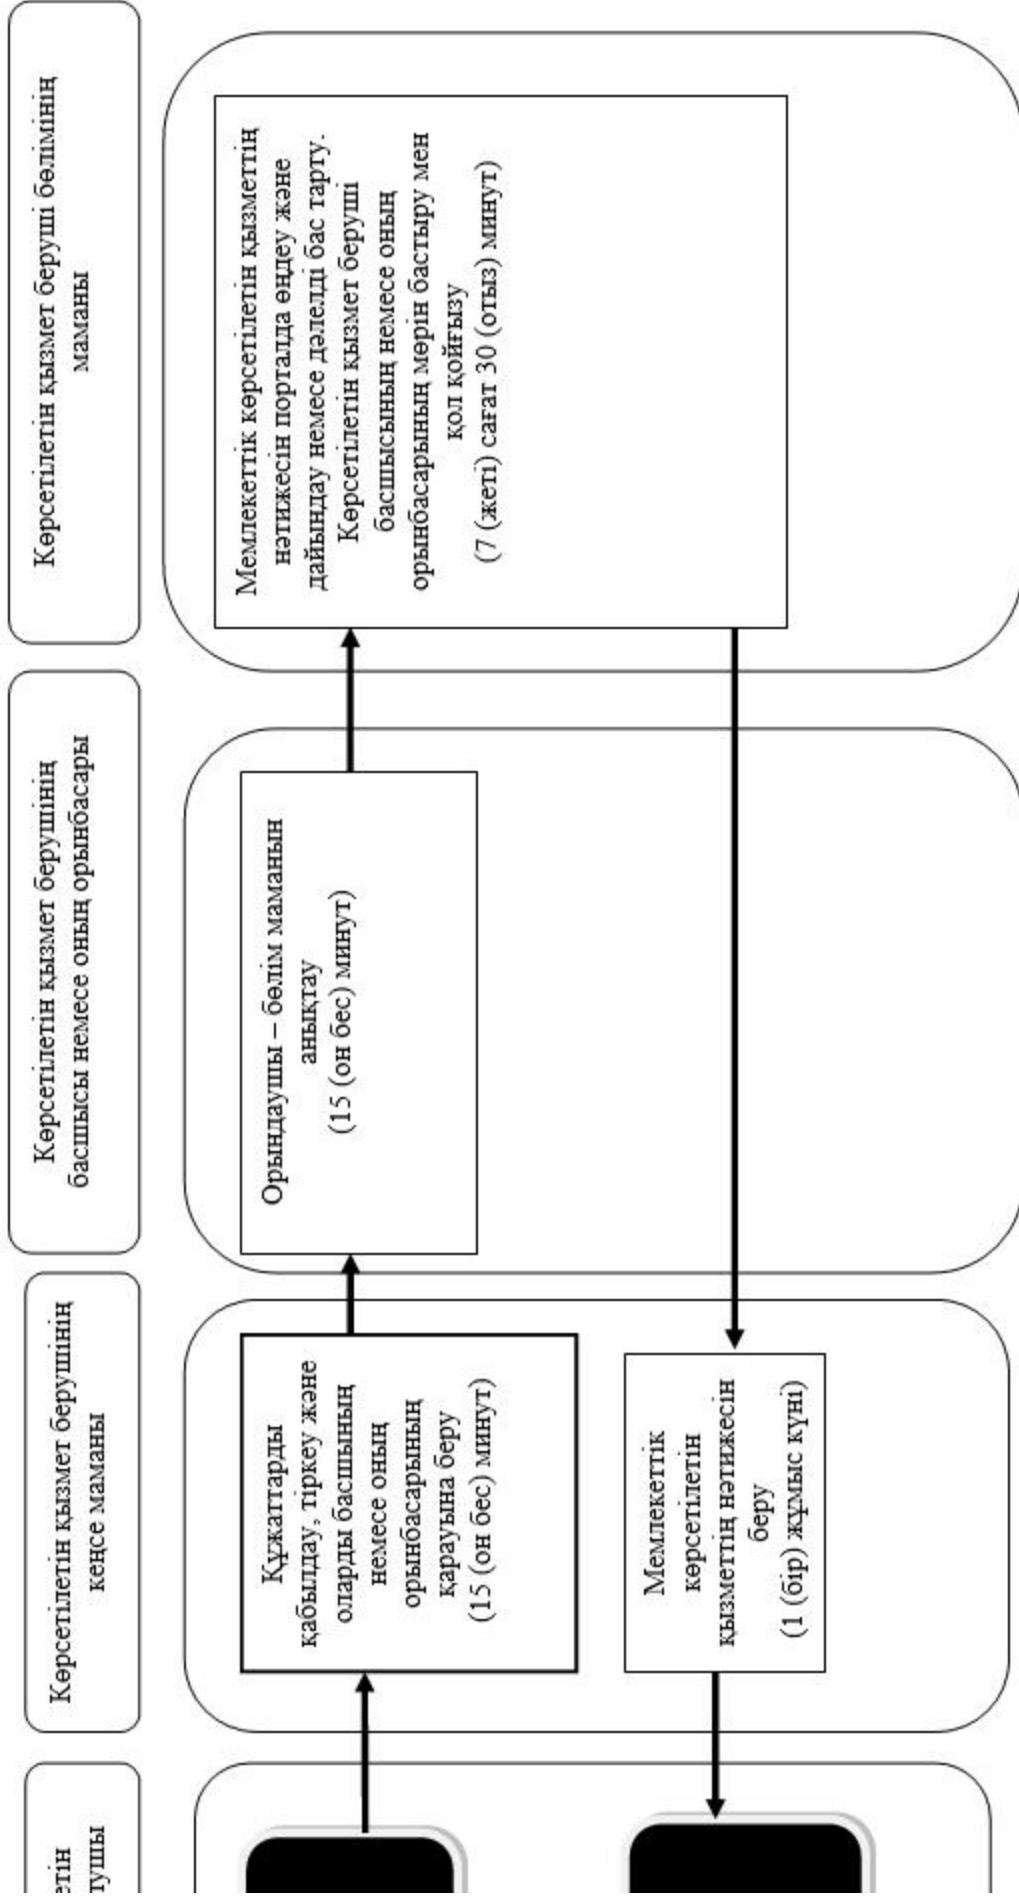 етін
ушы
Көрсетілетін қызмет берушінің
кеңсе маманы
Көрсетілетін қызмет берушінің
басшысы немесе оның орынбасары
Көрсетілетін қызмет беруші бөлімінің
маманы
Құжаттарды
қабылдау, тіркеу және
оларды басшының
немесе оның
орынбасарының
қарауына беру
(15 (он бес) минут)
Орындаушы – бөлім маманын
анықтау
(15 (он бес) минут)
Мемлекеттік көрсетілетін қызметтің
нәтижесін порталда өңдеу және
дайындау немесе дәлелді бас тарту.
Көрсетілетін қызмет беруші
басшысының немесе оның
орынбасарының мөрін бастыру мен
қол қойғызу
(7 (жеті) сағат 30 (отыз) минут)
Мемлекеттік
көрсетілетін
қызметтің нәтижесін
беру
(1 (бір) жұмыс күні)